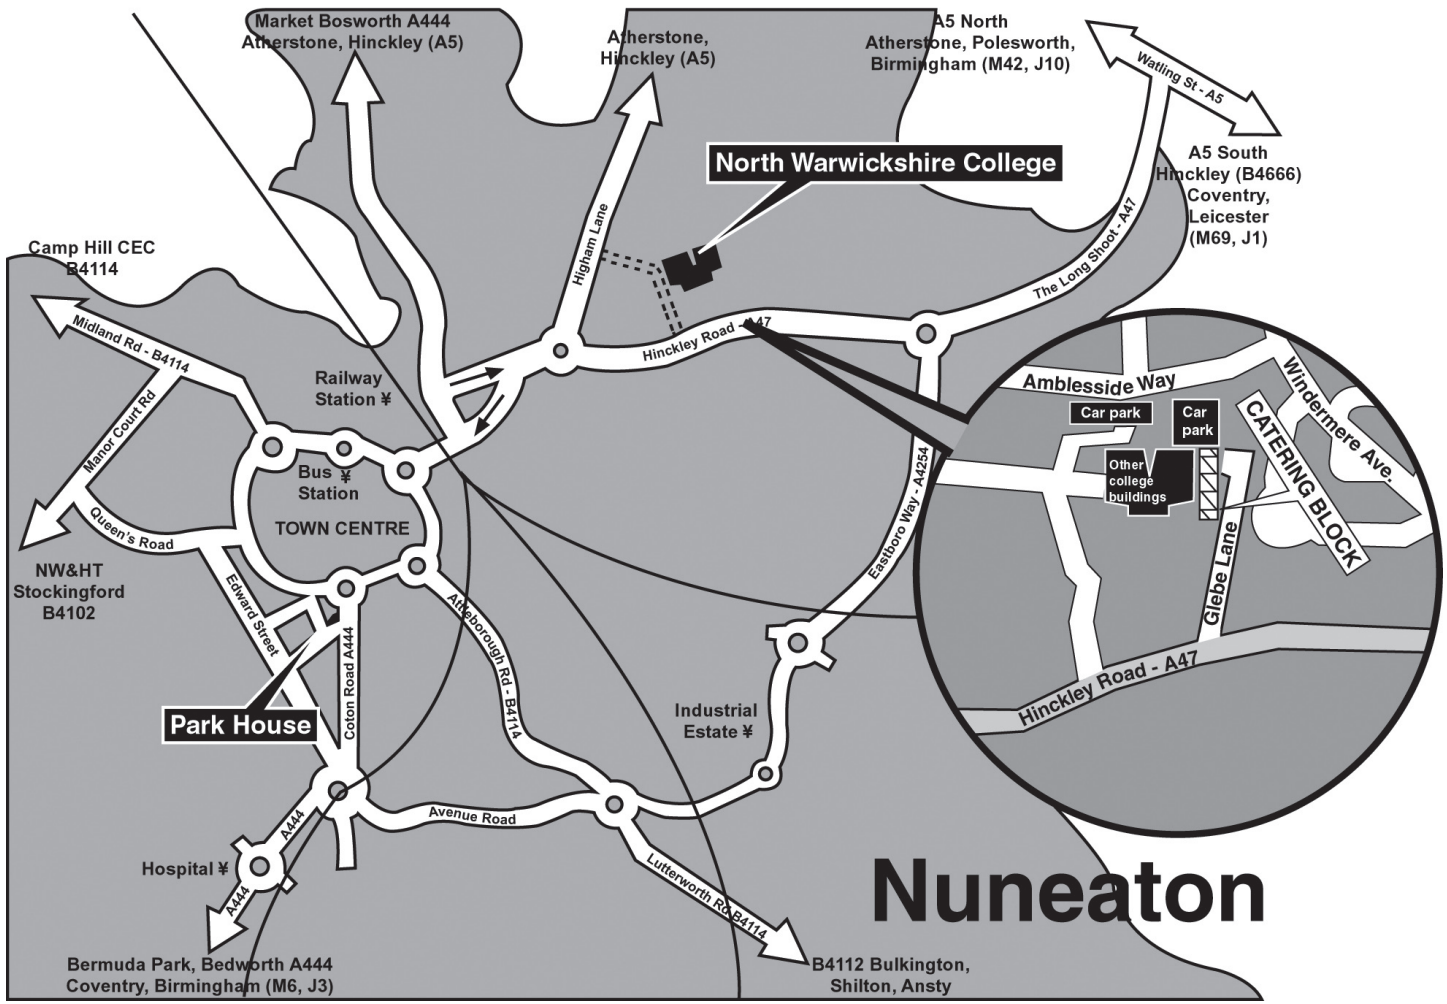 Market Bosworth A444
Atherstone, Hinckley (A5)
Atherstone,
Hinckley (A5)
A5 North
Atherstone, Polesworth,
Birmingham (M42, J10)
Watling St - A5
A5 South
Hinckley (B4666)
Coventry,
Leicester
(M69, J1)
North Warwickshire College
Higham Lane
The Long Shoot - A47
Camp Hill CEC
B4114
Midland Rd - B4114
Hinckley Road - A47
Railway
Station ¥
Manor Court Rd
Bus ¥
Station
TOWN CENTRE
Queen's Road
NW&HT
Stockingford
B4102
Edward Street
Coton Road A444
Attleborough Rd - B4114
Eastboro Way - A4254
Park House
Industrial
Estate ¥
Avenue Road
A444
Hospital ¥
A444
Lutterworth Rd B4114
Bermuda Park, Bedworth A444
Coventry, Birmingham (M6, J3)
B4112 Bulkington,
Shilton, Ansty
Amblesside Way
Windermere Ave.
Car park
Car
park
Other
college
buildings
CATERING BLOCK
Glebe Lane
Hinckley Road - A47
Nuneaton